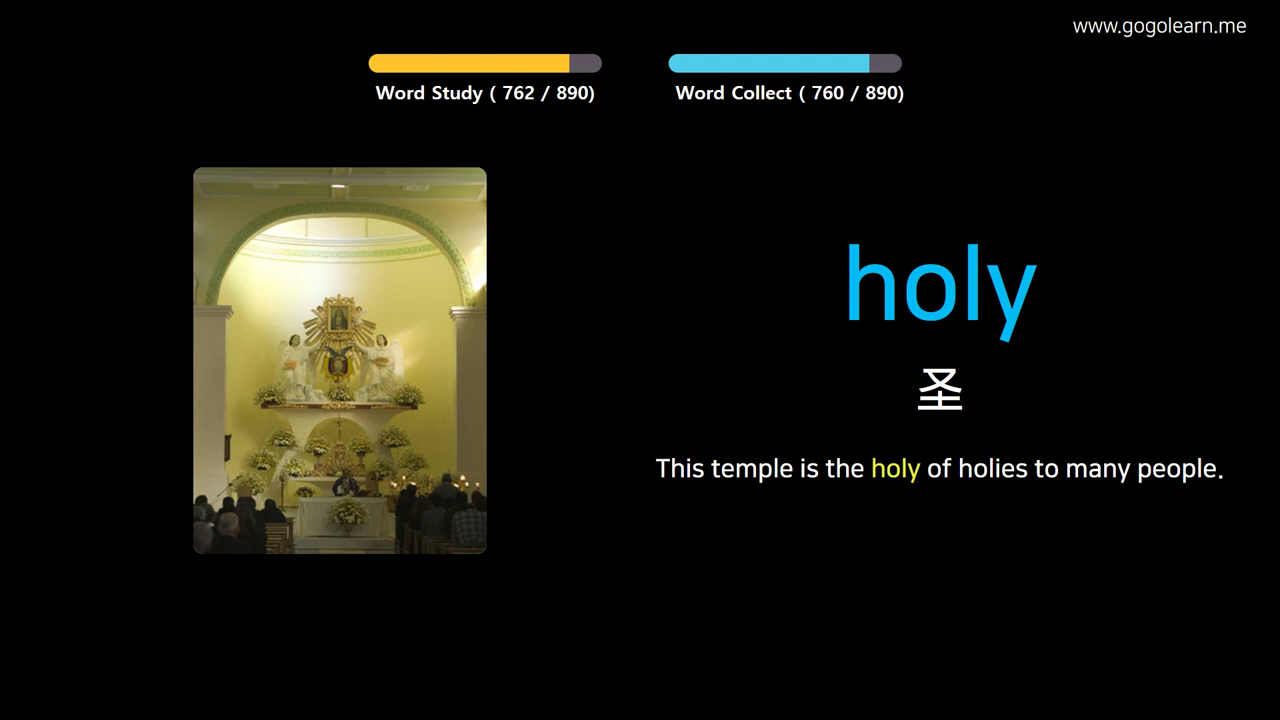 www.gogolearn.me
Word Study ( 762 / 890)
Word Collect ( 760 / 890)
holy
圣
This temple is the holy of holies to many people.